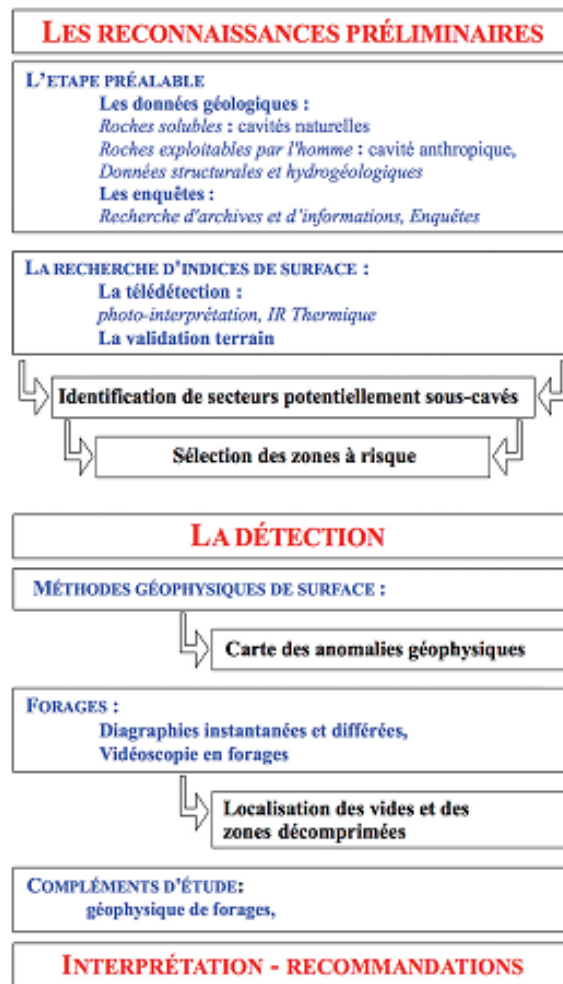 LES RECONNAISSANCES PRÉLIMINAIRES
L'ETAPE PRÉALABLE
Les données géologiques :
Roches solubles : cavités naturelles
Roches exploitables par l'homme : cavité anthropique,
Données structurales et hydrogéologiques
Les enquêtes :
Recherche d'archives et d'informations, Enquêtes
LA RECHERCHE D'INDICES DE SURFACE :
La télédétection :
photo-interprétation, IR Thermique
La validation terrain
Identification de secteurs potentiellement sous-cavés
Sélection des zones à risque
LA DÉTECTION
MÉTHODES GÉOPHYSIQUES DE SURFACE :
Carte des anomalies géophysiques
FORAGES :
Diagraphies instantanées et différées,
Vidéoscopie en forages
Localisation des vides et des
zones décomprimées
COMPLÉMENTS D'ÉTUDE:
géophysique de forages,
INTERPRÉTATION - RECOMMANDATIONS